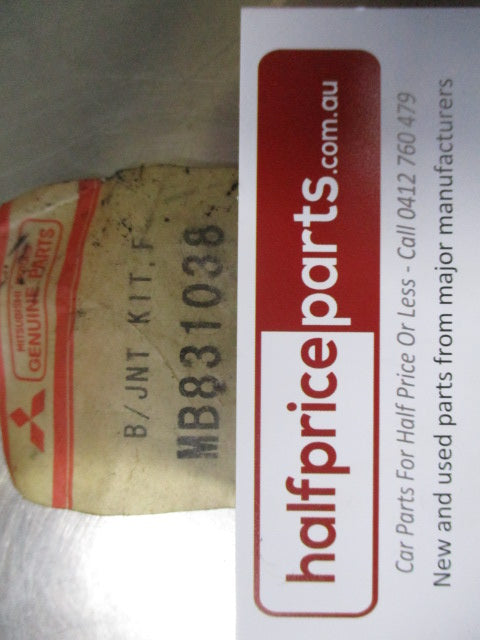 MITSUBISHI
GENUINE PARTS
B/JNT KIT, F
MB831038
halfpriceparts.com.au
Car Parts For Half Price Or Less - Call 0412 760 479
New and used parts from major manufacturers